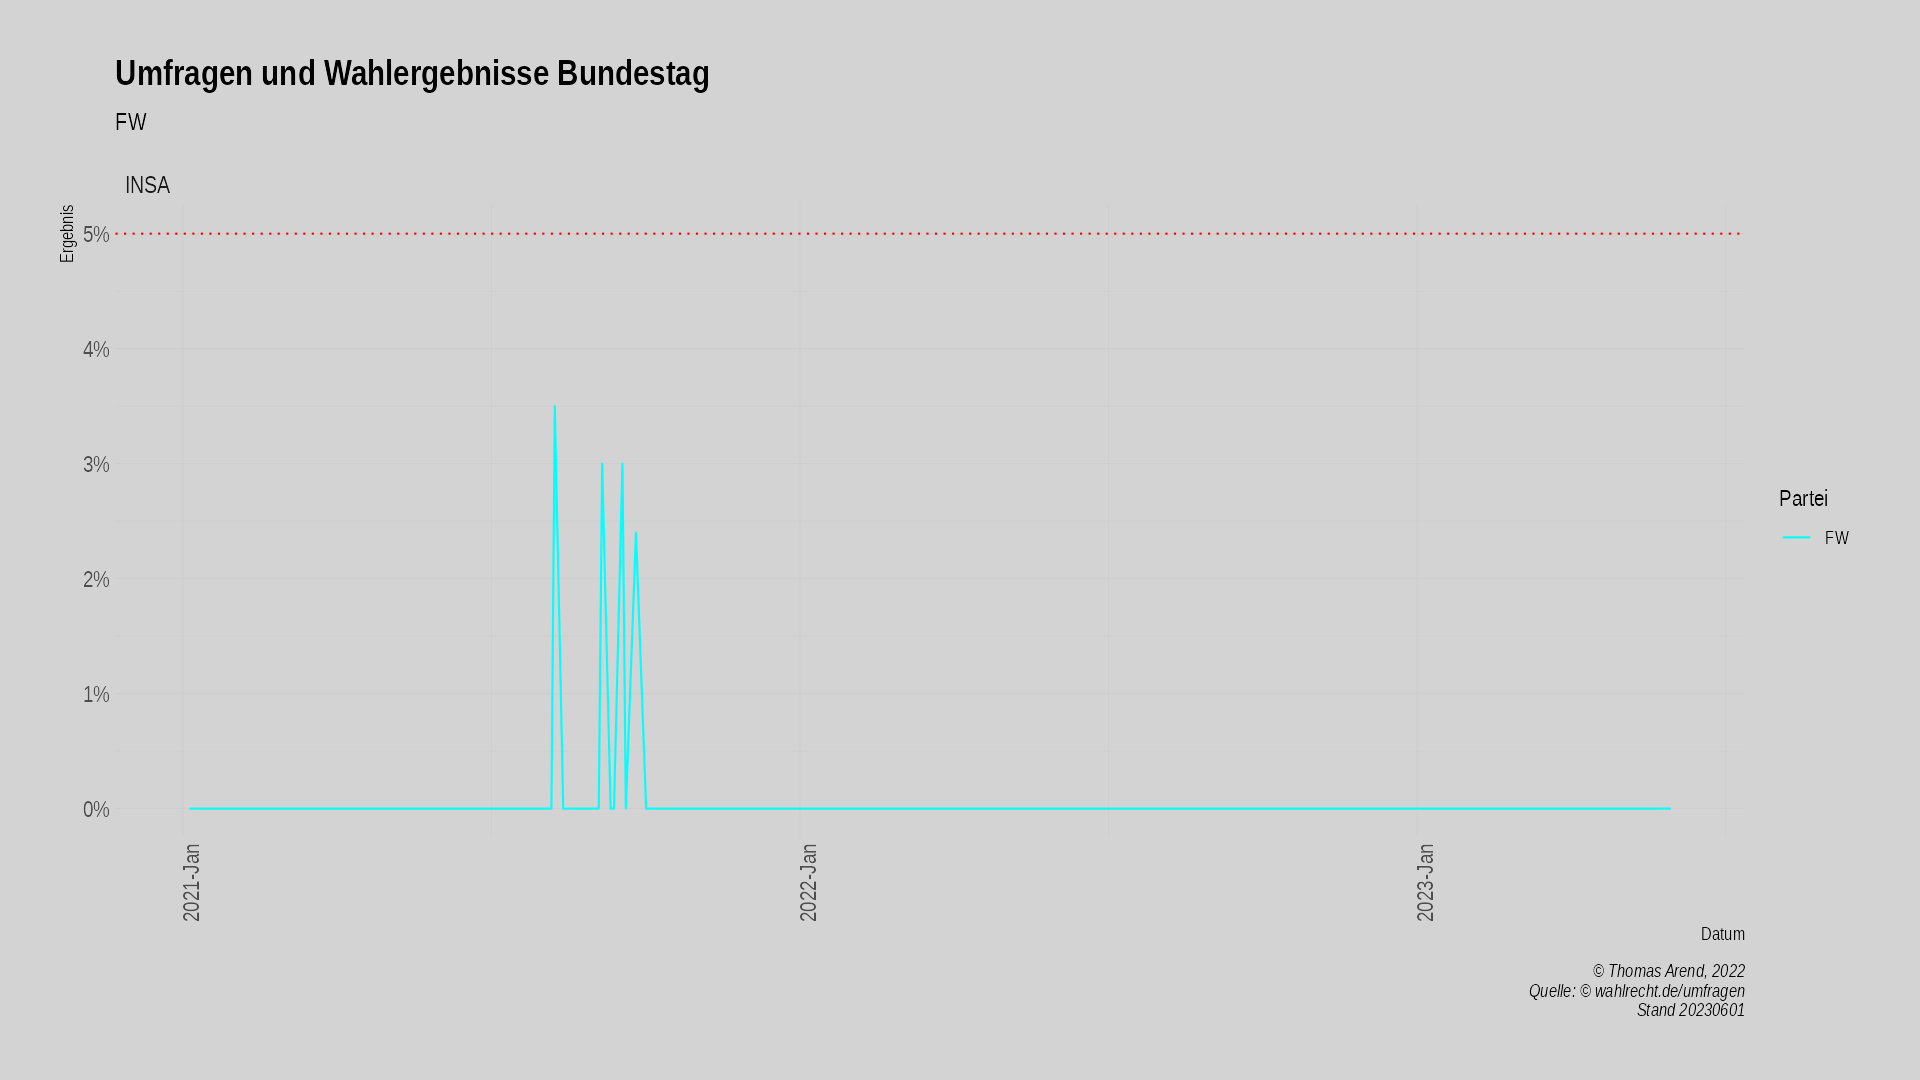 Umfragen und Wahlergebnisse Bundestag
FW
INSA
Ergebnis
5%
4%
3%
2%
1%
0%
2021-Jan
2022-Jan
2023-Jan
Datum
Partei
FW
© Thomas Arend, 2022
Quelle: © wahlrecht.de/umfragen
Stand 20230601